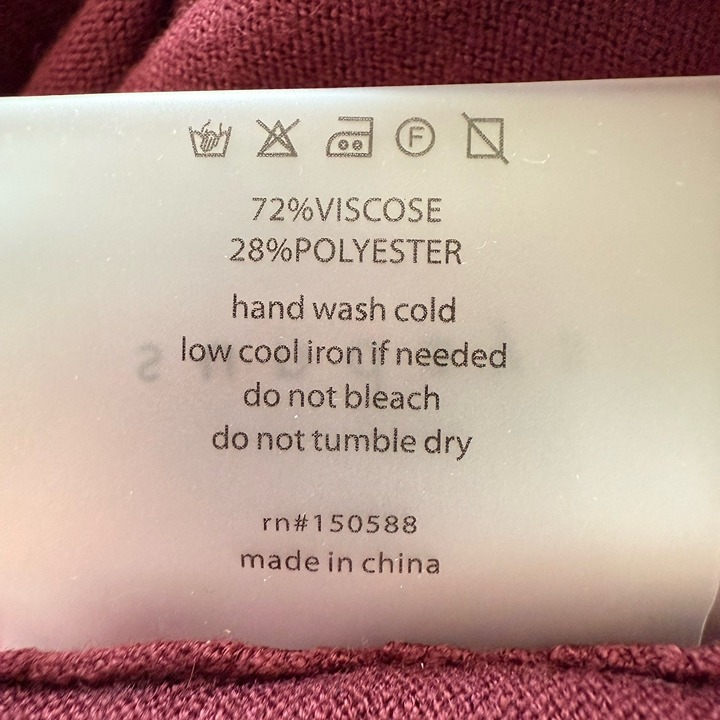 F
72%VISCOSE
28%POLYESTER
hand wash cold
low cool iron if needed
do not bleach
do not tumble dry
rn#150588
made in china